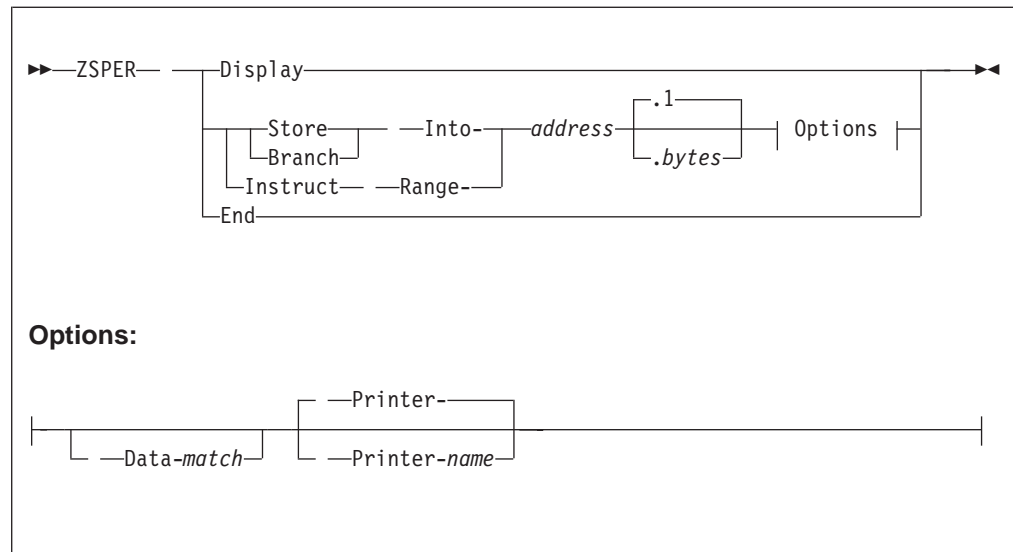 ZSPER Display
.1
Store Into- address Options
Branch .bytes
Instruct Range-
End
Options:
Printer-
Data-match Printer-name